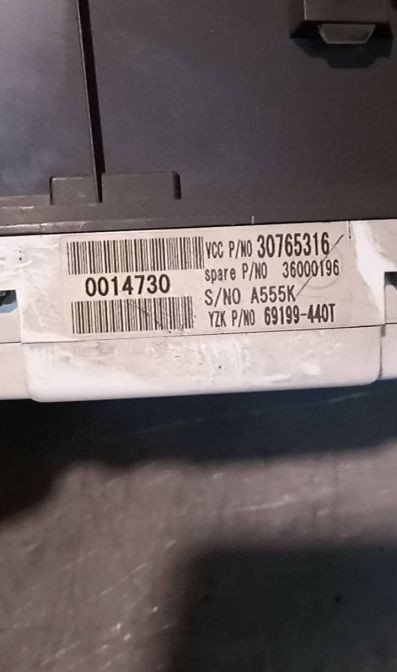 VCC P/NO 30765316
spare P/NO 36000196
0014730
S/NO A555K
YZK P/NO 69199-440T